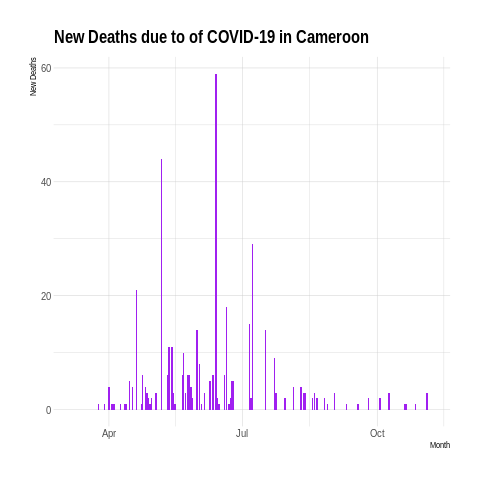 New Deaths due to of COVID-19 in Cameroon
New Deaths
60
40
20
0
Apr
Jul
Oct
Month